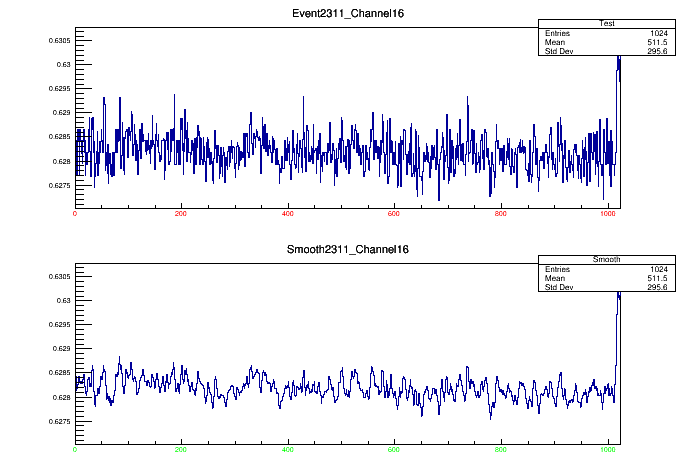 Event2311_Channel16
Test
Entries 1024
Mean 511.5
Std Dev 295.6
0.6305
0.63
0.6295
0.629
0.6285
0.628
0.6275
0 200 400 600 800 1000
Smooth2311_Channel16
Smooth
Entries 1024
Mean 511.5
Std Dev 295.6
0.6305
0.63
0.6295
0.629
0.6285
0.628
0.6275
0 200 400 600 800 1000